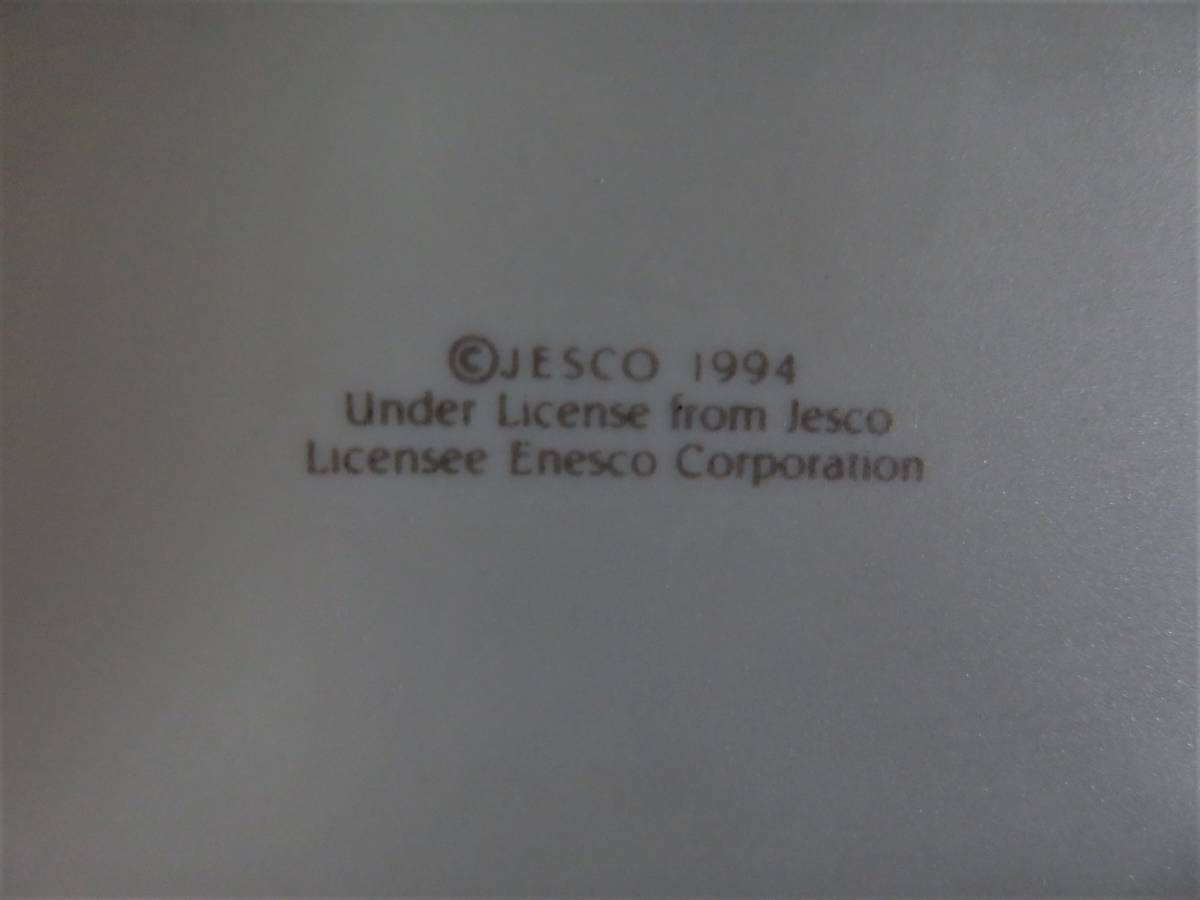 ©JESCO 1994
Under License from Jesco
Licensee Enesco Corporation